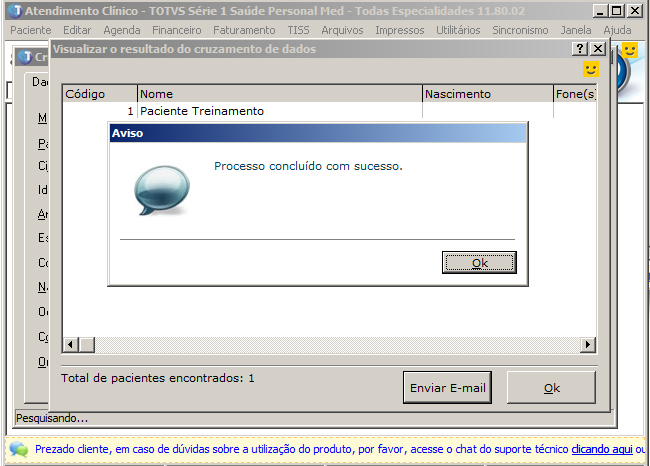 Atendimento Clínico - TOTVS Série 1 Saúde Personal Med - Todas Especialidades 11.80.02
Paciente Editar Agenda Financeiro Faturamento TISS Arquivos Impressos Utilitários Sincronismo Janela Ajuda
Visualizar o resultado do cruzamento de dados
Código Nome Nascimento Fone(s)
1 Paciente Treinamento
Aviso
Processo concluído com sucesso.
Ok
Total de pacientes encontrados: 1
Enviar E-mail
Ok
Pesquisando...
Prezado cliente, em caso de dúvidas sobre a utilização do produto, por favor, acesse o chat do suporte técnico clicando aqui ou